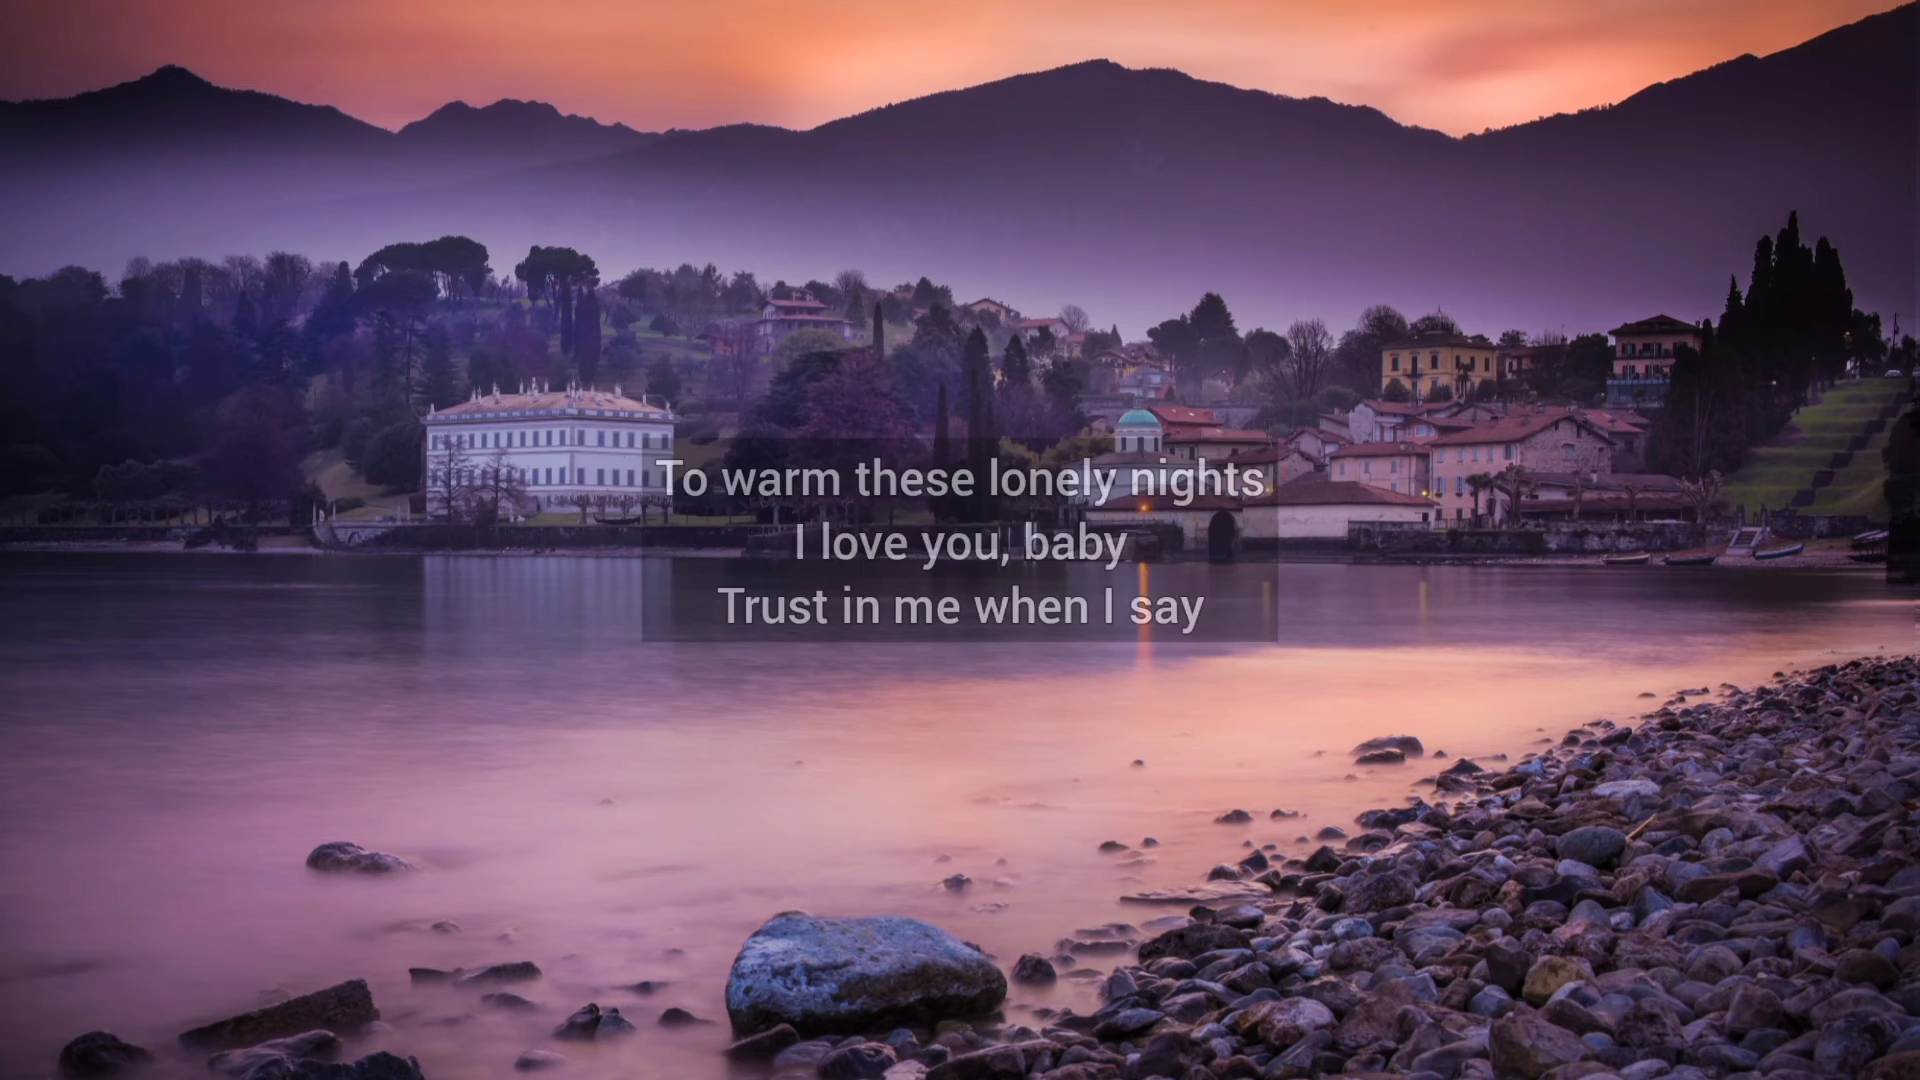 To warm these lonely nights
I love you, baby
Trust in me when I say